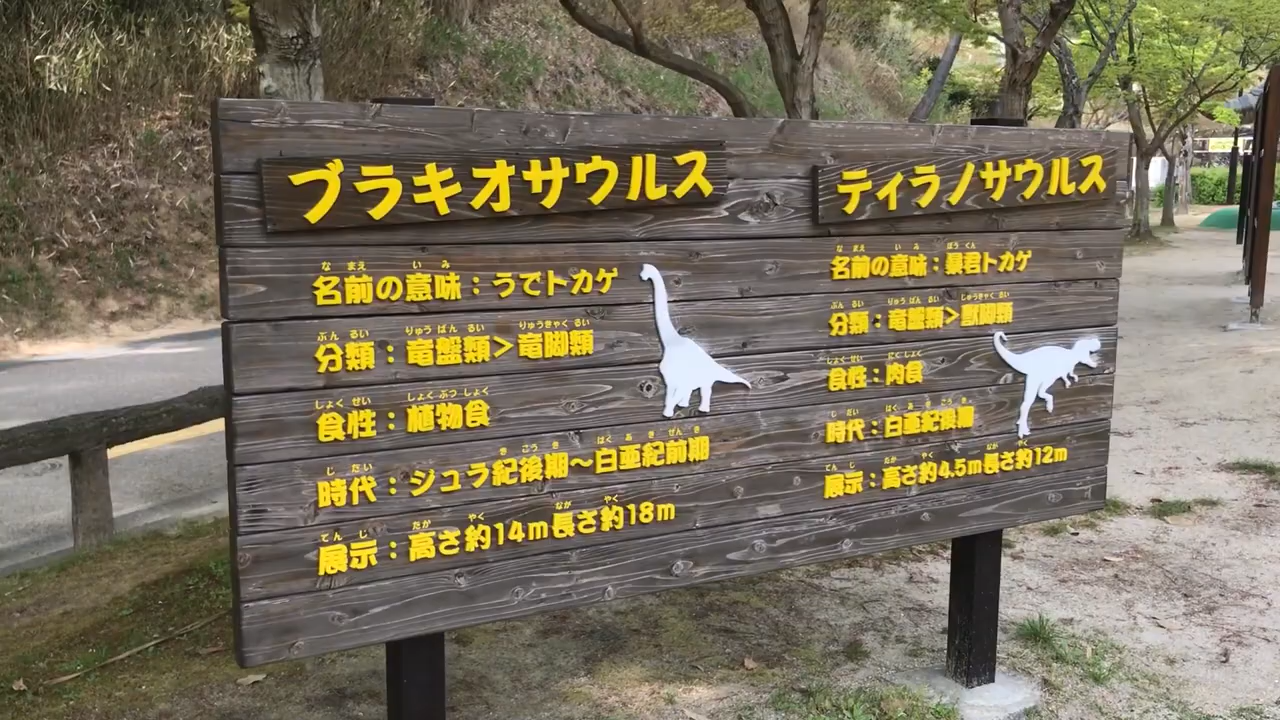 ブラキオサウルス
名前の意味：うでトカゲ
分類：竜盤類>竜脚類
食性：植物食
時代：ジュラ紀後期〜白亜紀前期
展示：高さ約14m長さ約18m
ティラノサウルス
名前の意味：暴君トカゲ
分類：竜盤類>獣脚類
食性：肉食
時代：白亜紀後期
展示：高さ約4.5m長さ約12m